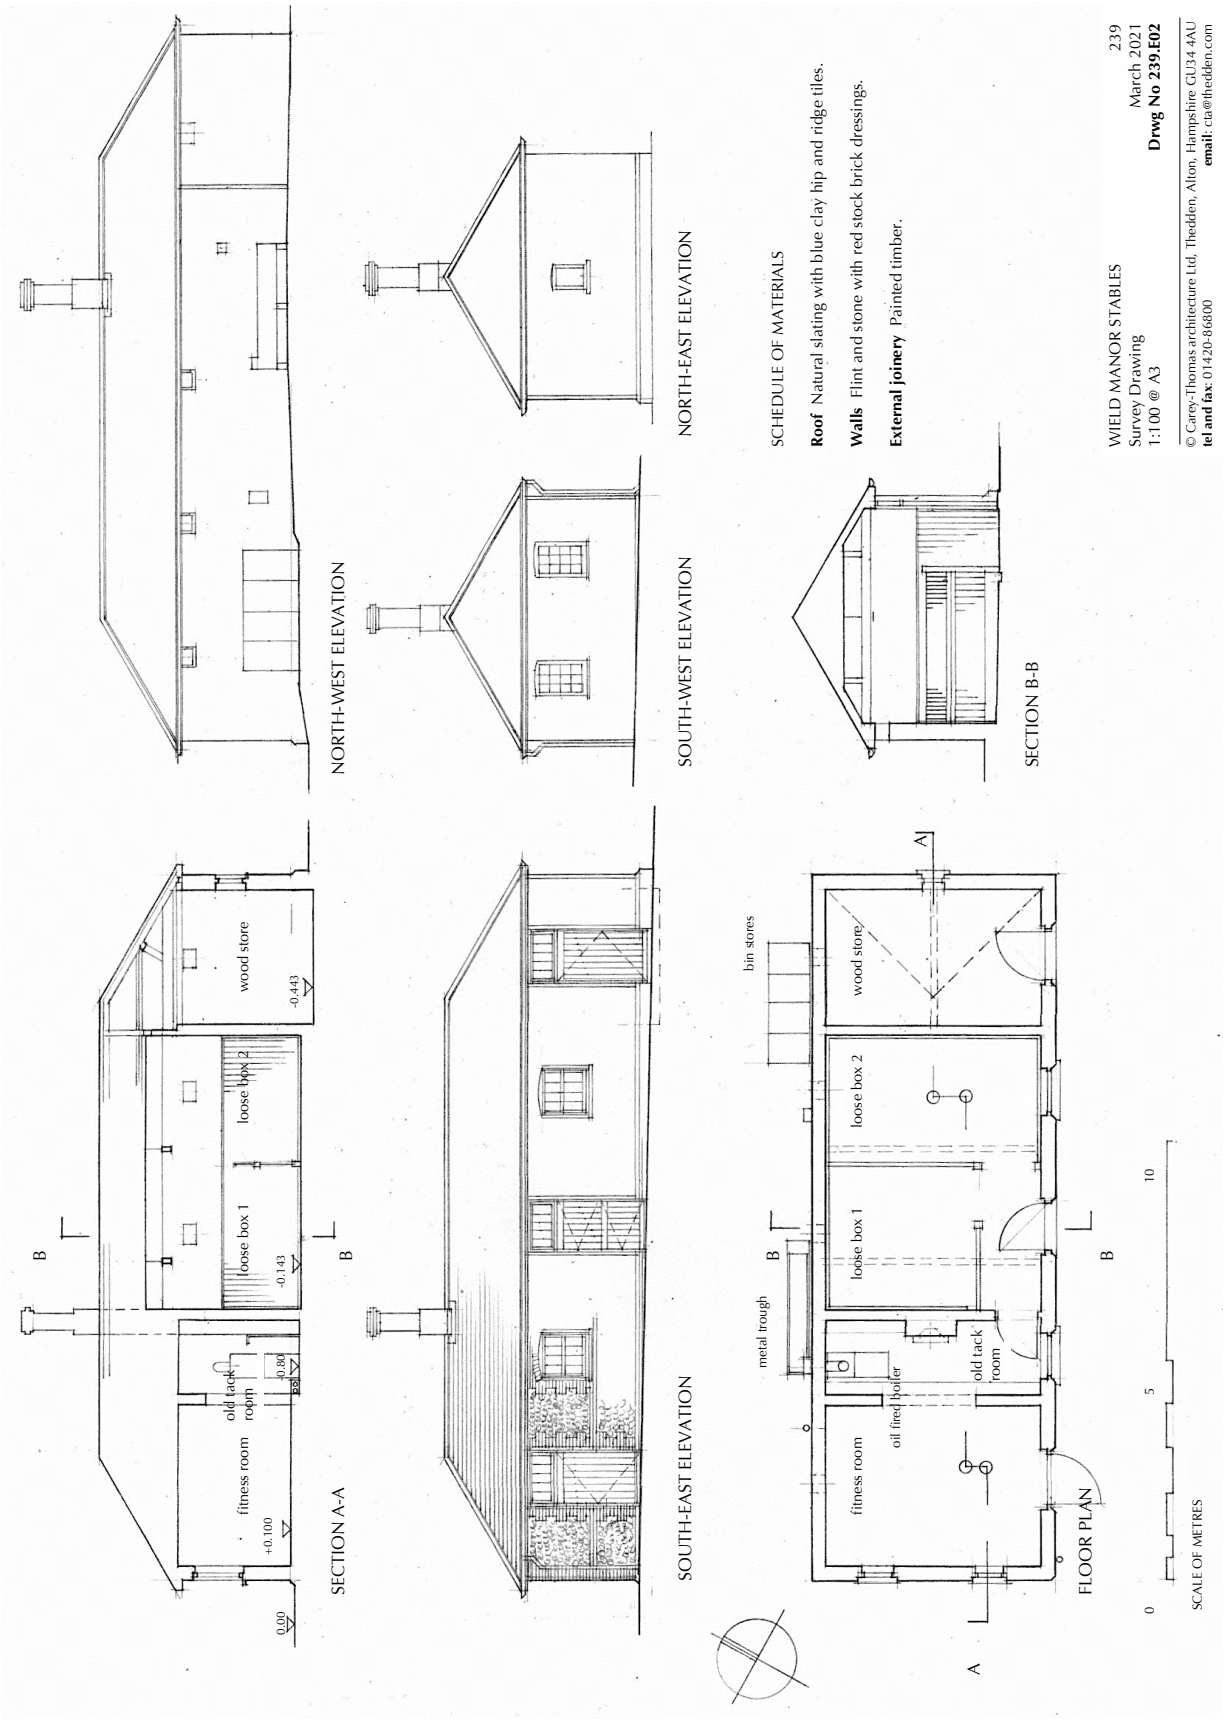 B
B
fitness room
old tack
room
loose box 1
loose box 2
wood store
0.00
+0.100
-0.80
-0.143
-0.443
SECTION A-A
NORTH-WEST ELEVATION
SOUTH-EAST ELEVATION
SOUTH-WEST ELEVATION
NORTH-EAST ELEVATION
metal trough
bin stores
B
B
A
A
fitness room
oil fired boiler
old tack
room
loose box 1
loose box 2
wood store
FLOOR PLAN
0
5
10
SCALE OF METRES
SECTION B-B
SCHEDULE OF MATERIALS
Roof Natural slating with blue clay hip and ridge tiles.
Walls Flint and stone with red stock brick dressings.
External joinery Painted timber.
WIELD MANOR STABLES 239
Survey Drawing March 2021
1:100 @ A3 Drwg No 239.E02
© Carey-Thomas architecture Ltd, Thedden, Alton, Hampshire GU34 4AU
tel and fax: 01420-86800 email: cta@thedden.com